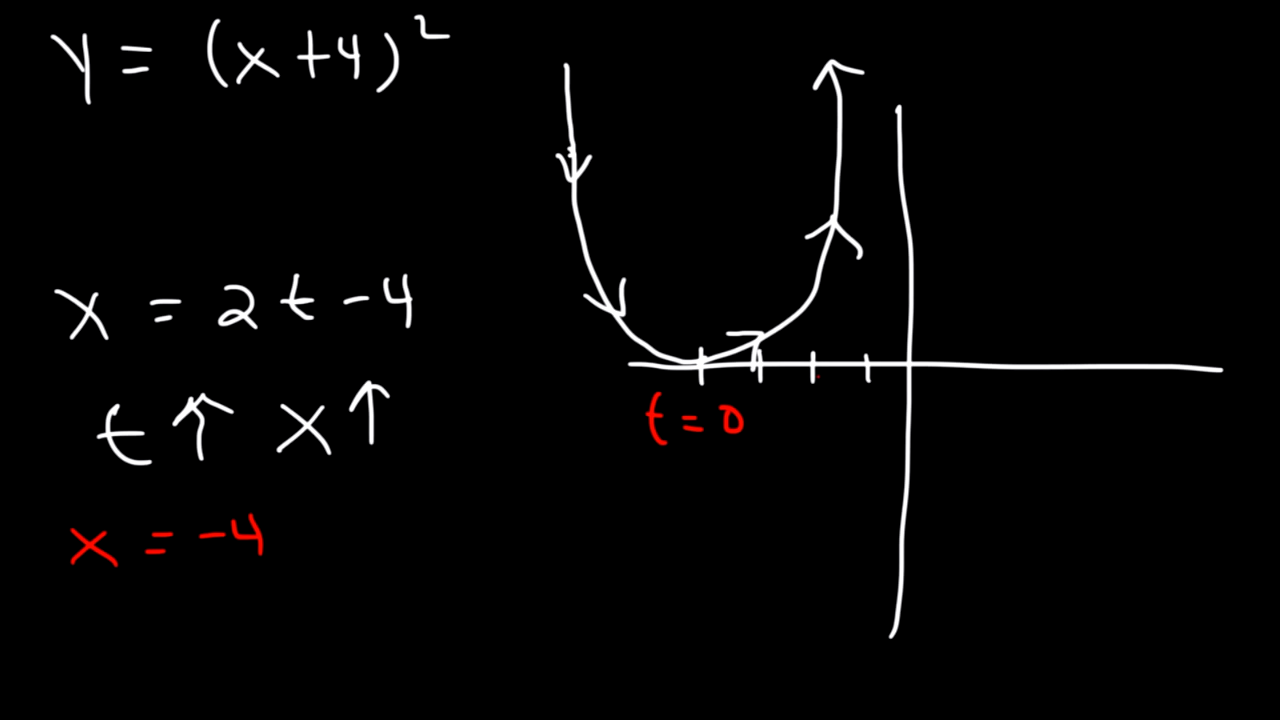 y = (x+4)²
x = 2t-4
t↑ x↑
t=0
x = -4